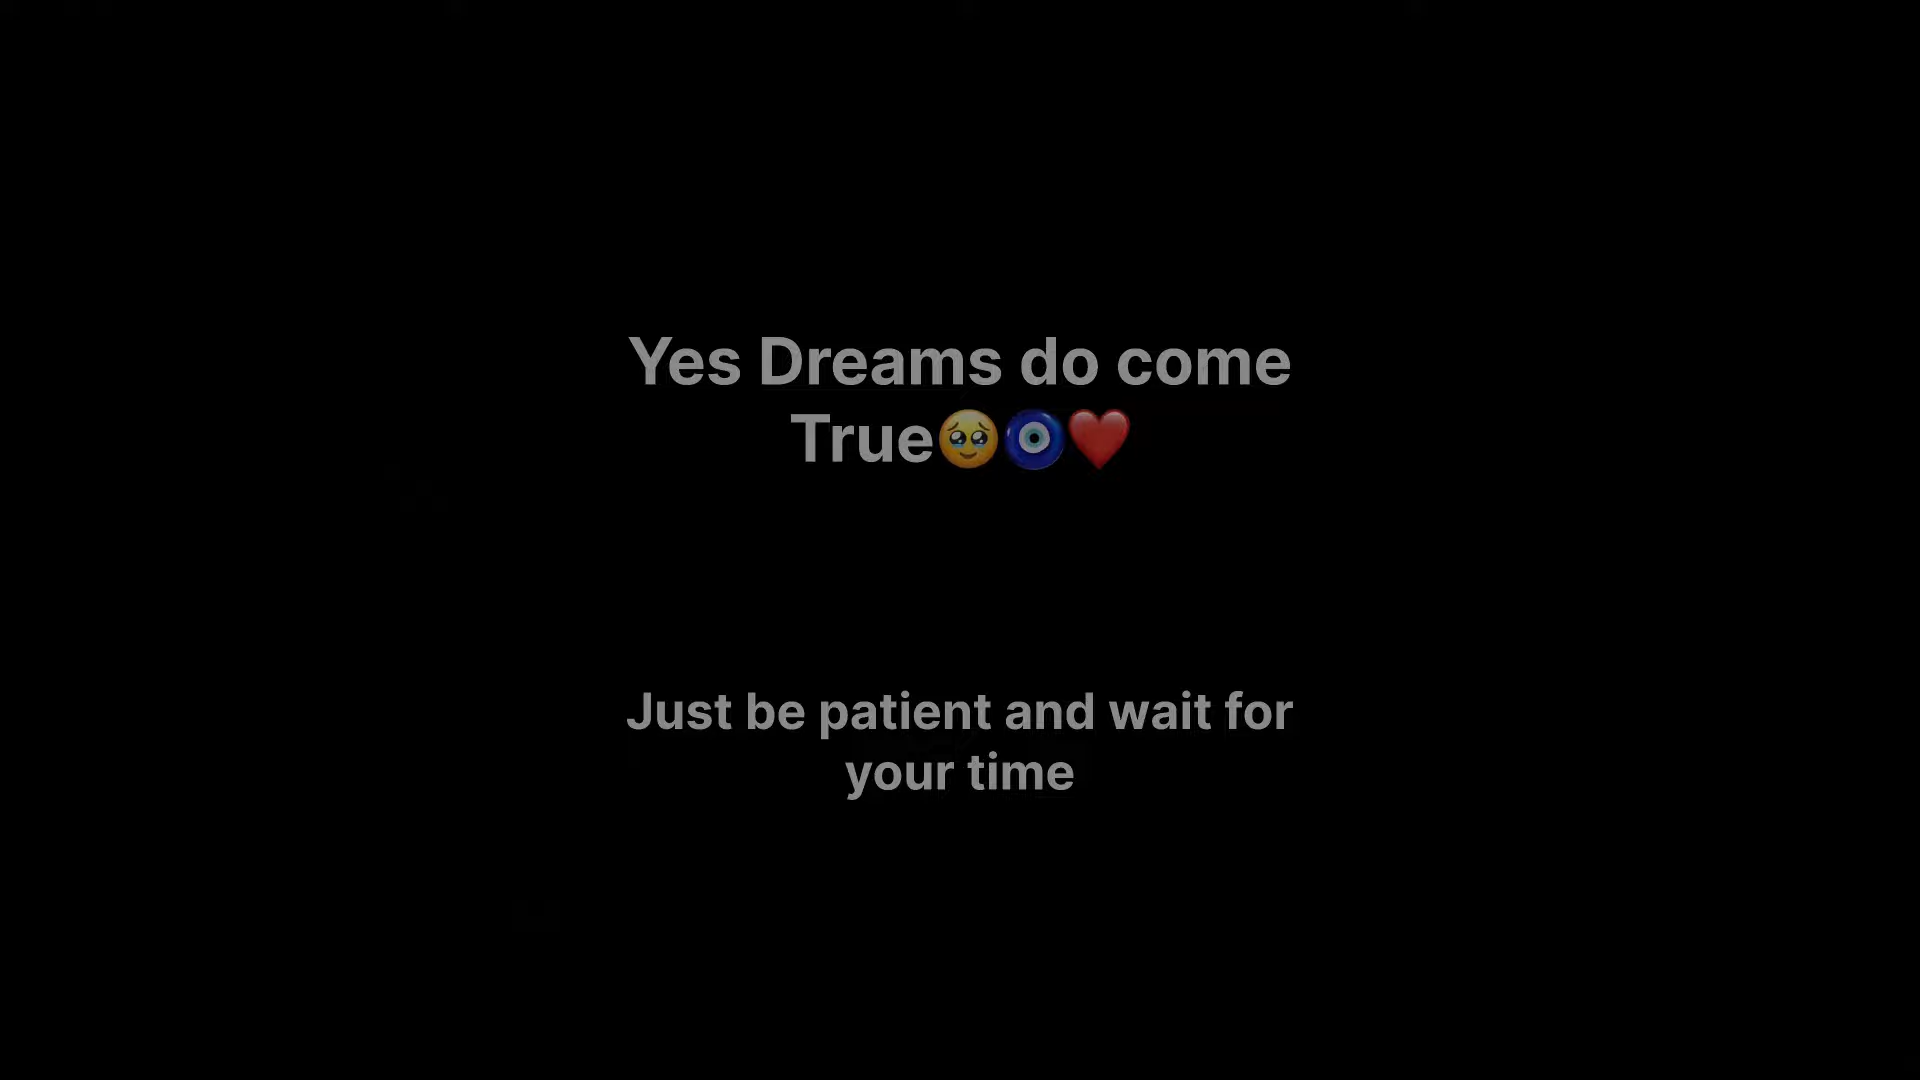 Yes Dreams do come
True🥹🧿❤️
Just be patient and wait for
your time